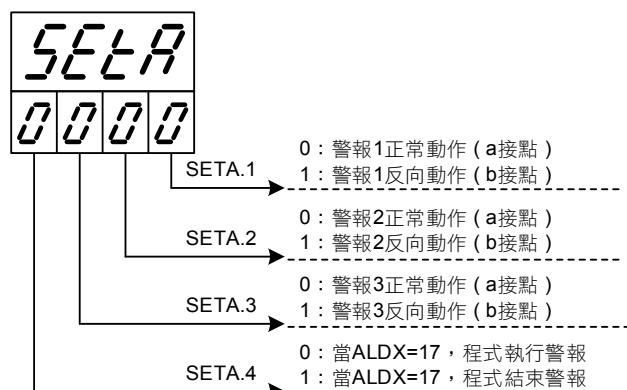 SEtA
0 0 0 0
SETA.1
0：警報1正常動作 ( a接點 )
1：警報1反向動作 ( b接點 )
SETA.2
0：警報2正常動作 ( a接點 )
1：警報2反向動作 ( b接點 )
SETA.3
0：警報3正常動作 ( a接點 )
1：警報3反向動作 ( b接點 )
SETA.4
0：當ALDX=17，程式執行警報
1：當ALDX=17，程式結束警報